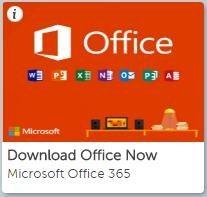 i
Office
W P X N O P A
Microsoft
Download Office Now
Microsoft Office 365